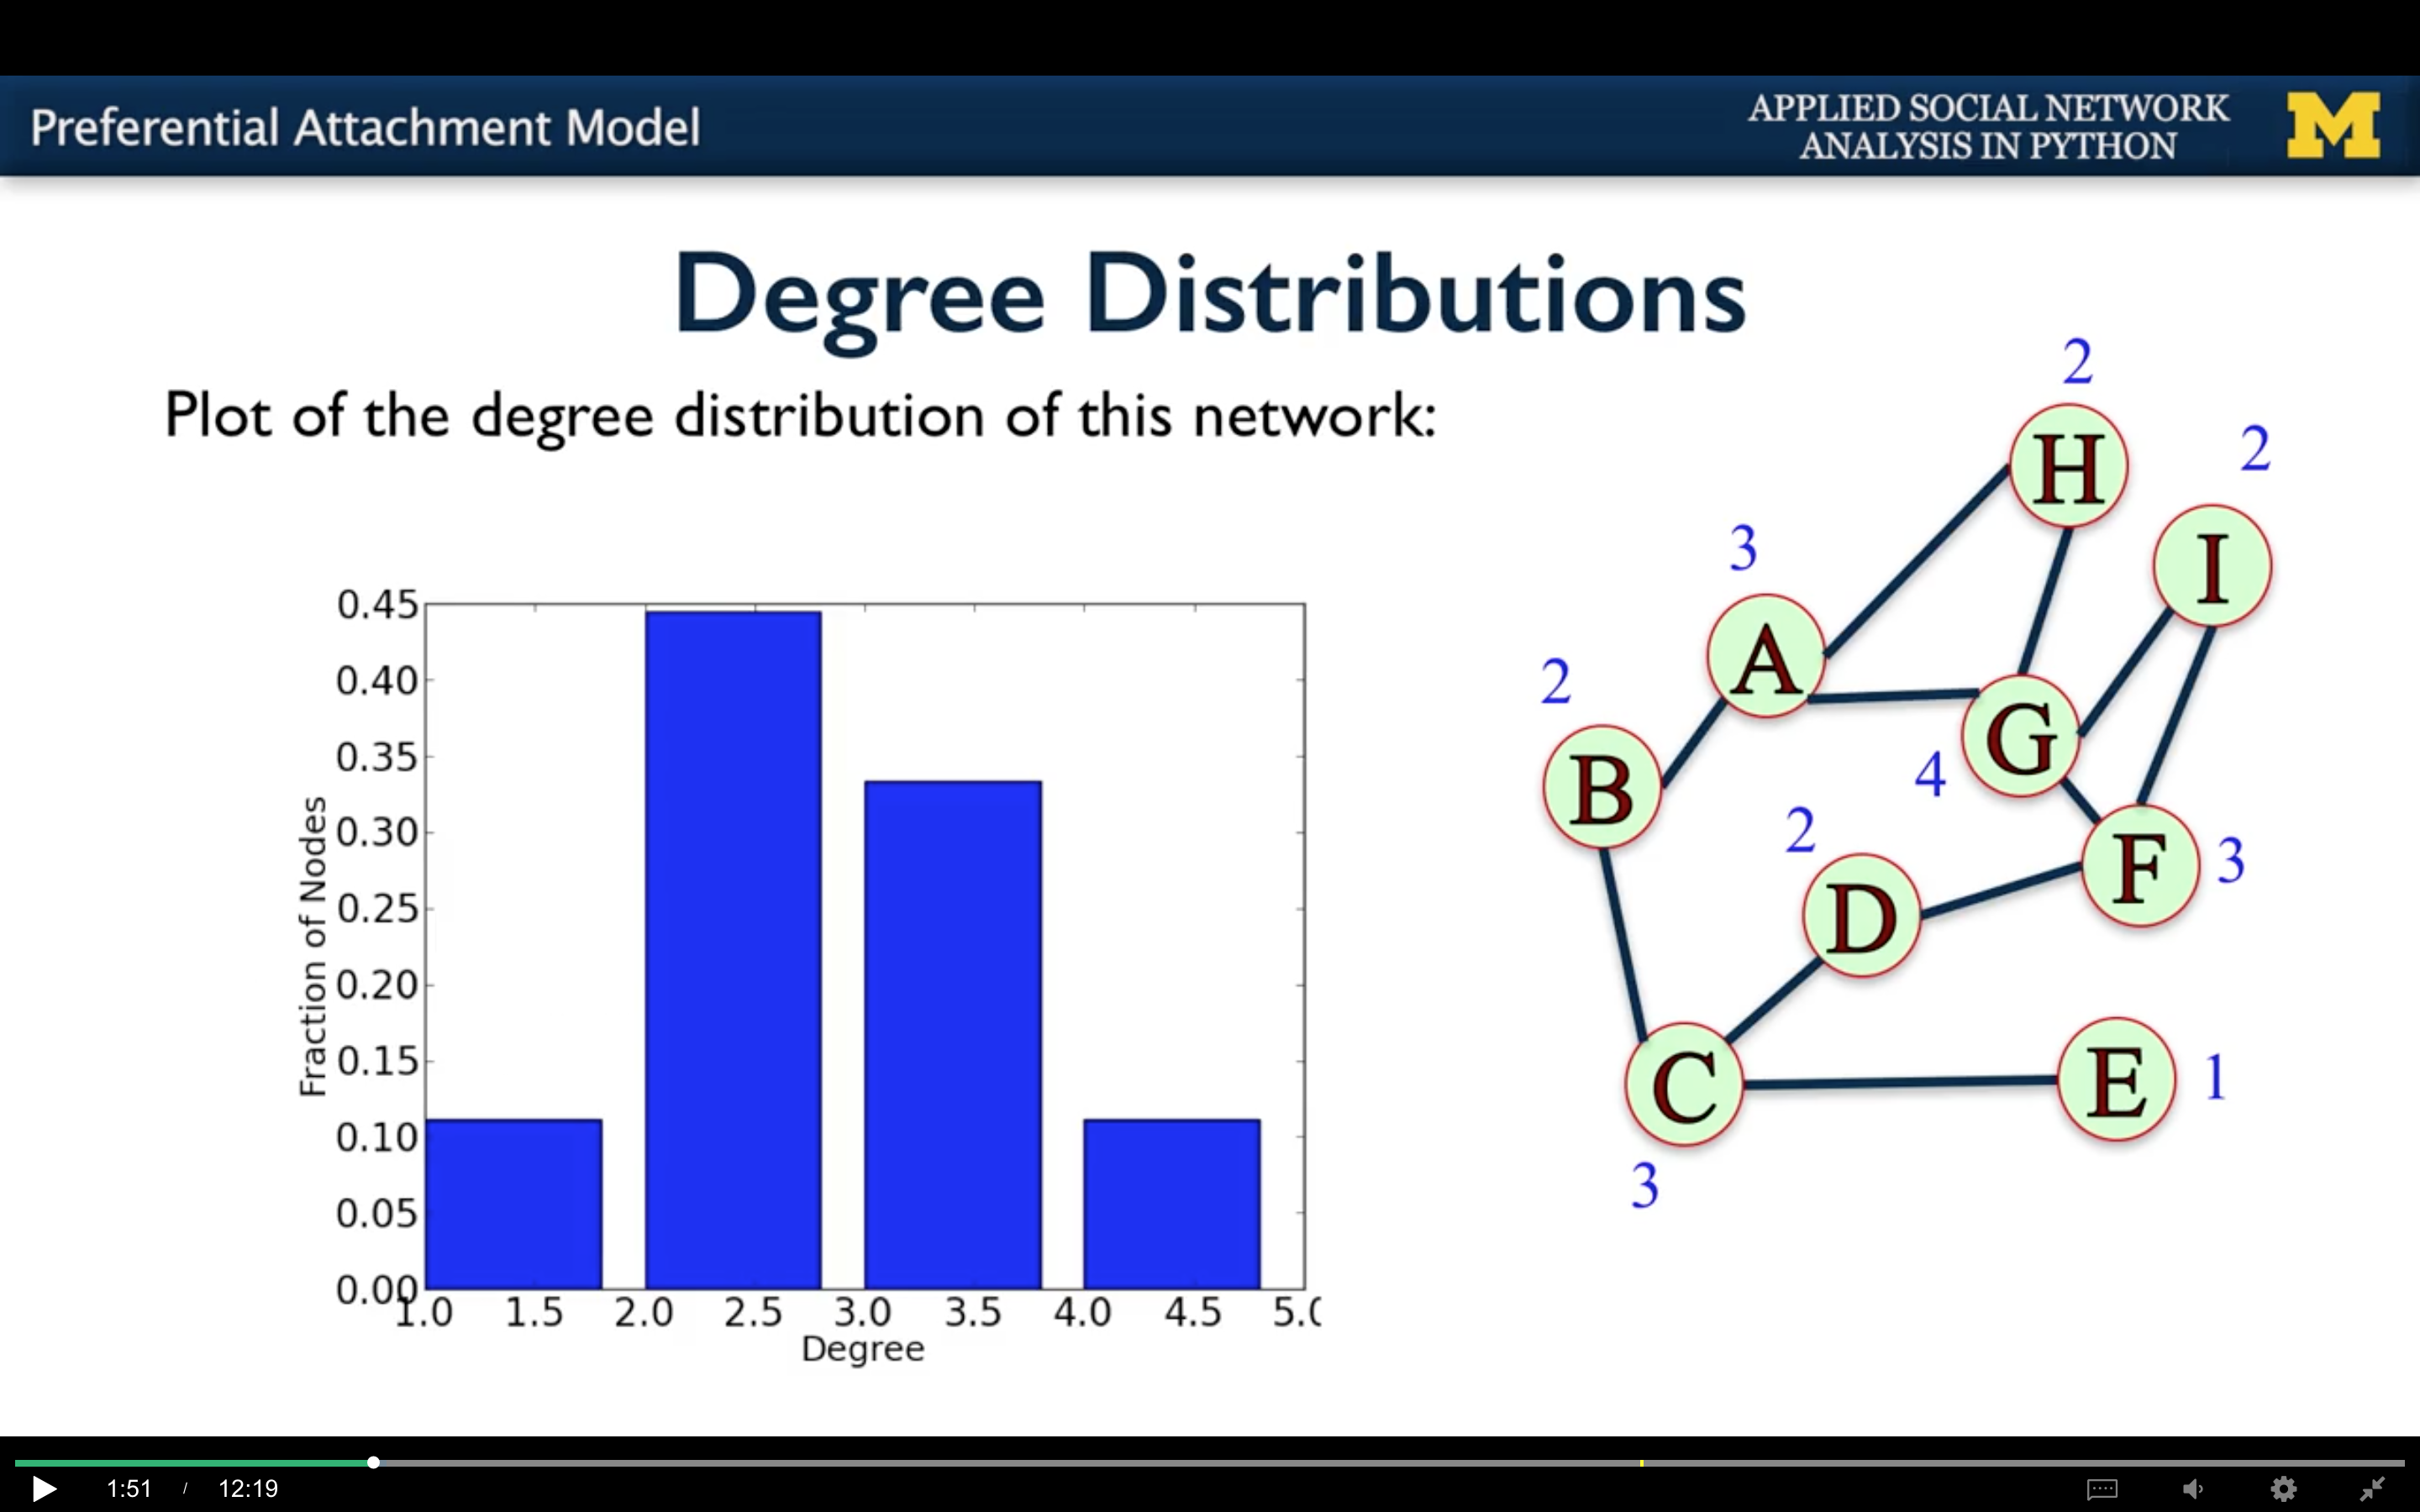 Preferential Attachment Model
APPLIED SOCIAL NETWORK
ANALYSIS IN PYTHON
M
Degree Distributions
Plot of the degree distribution of this network:
Fraction of Nodes
0.45
0.40
0.35
0.30
0.25
0.20
0.15
0.10
0.05
0.00
1.0 1.5 2.0 2.5 3.0 3.5 4.0 4.5 5.0
Degree
2
H
2
I
3
A
2
B
G
4
2
D
F 3
C
E 1
3
1:51 / 12:19